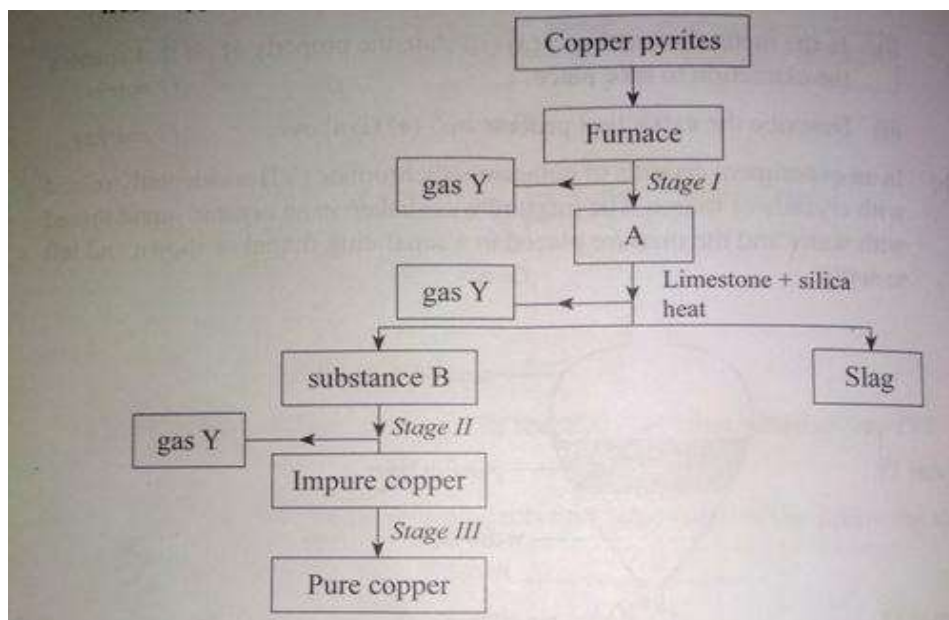 Copper pyrites
Furnace
gas Y
Stage I
A
gas Y
Limestone + silica
heat
substance B
Slag
Stage II
gas Y
Impure copper
Stage III
Pure copper